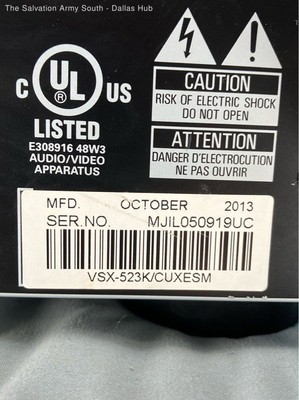 The Salvation Army South - Dallas Hub
C UL US
®
LISTED
E308916 48W3
AUDIO/VIDEO
APPARATUS
CAUTION
RISK OF ELECTRIC SHOCK
DO NOT OPEN
ATTENTION
DANGER D'ELECTROCUTION
NE PAS OUVRIR
MFD. OCTOBER 2013
SER.NO. MJIL050919UC
VSX-523K/CUXESM